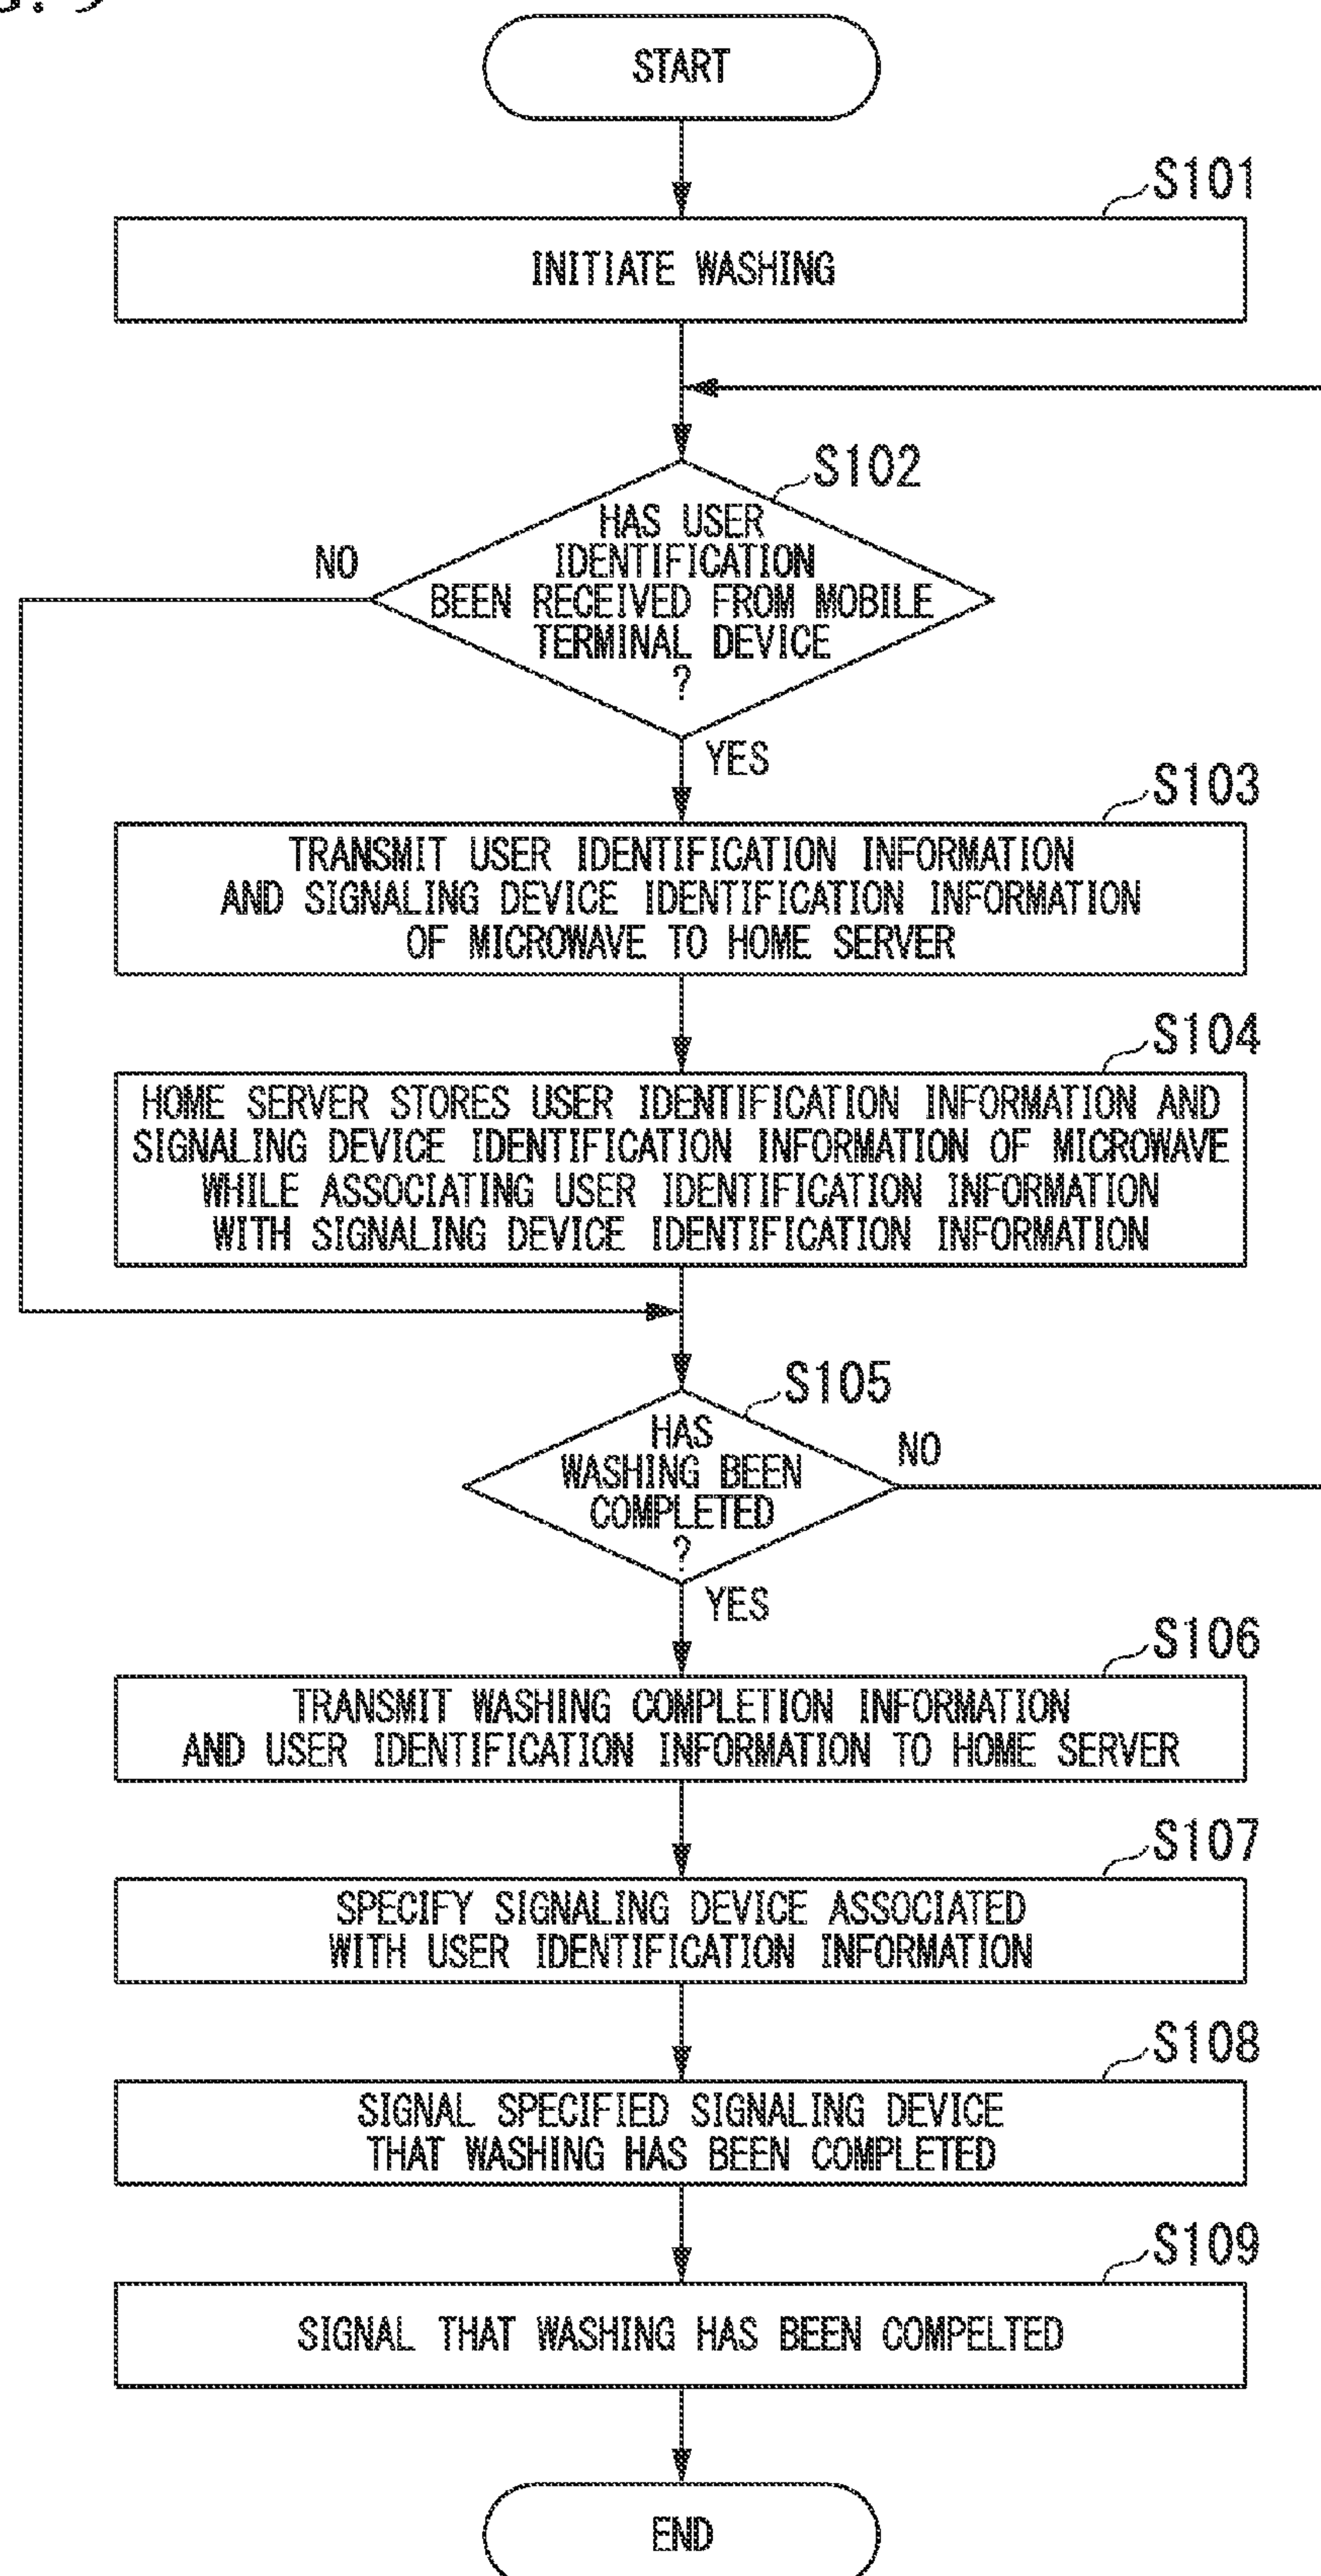 START
S101
INITIATE WASHING
S102
HAS USER
IDENTIFICATION
BEEN RECEIVED FROM MOBILE
TERMINAL DEVICE
?
NO
YES
S103
TRANSMIT USER IDENTIFICATION INFORMATION
AND SIGNALING DEVICE IDENTIFICATION INFORMATION
OF MICROWAVE TO HOME SERVER
S104
HOME SERVER STORES USER IDENTIFICATION INFORMATION AND
SIGNALING DEVICE IDENTIFICATION INFORMATION OF MICROWAVE
WHILE ASSOCIATING USER IDENTIFICATION INFORMATION
WITH SIGNALING DEVICE IDENTIFICATION INFORMATION
S105
HAS
WASHING BEEN
COMPLETED
?
NO
YES
S106
TRANSMIT WASHING COMPLETION INFORMATION
AND USER IDENTIFICATION INFORMATION TO HOME SERVER
S107
SPECIFY SIGNALING DEVICE ASSOCIATED
WITH USER IDENTIFICATION INFORMATION
S108
SIGNAL SPECIFIED SIGNALING DEVICE
THAT WASHING HAS BEEN COMPLETED
S109
SIGNAL THAT WASHING HAS BEEN COMPELTED
END